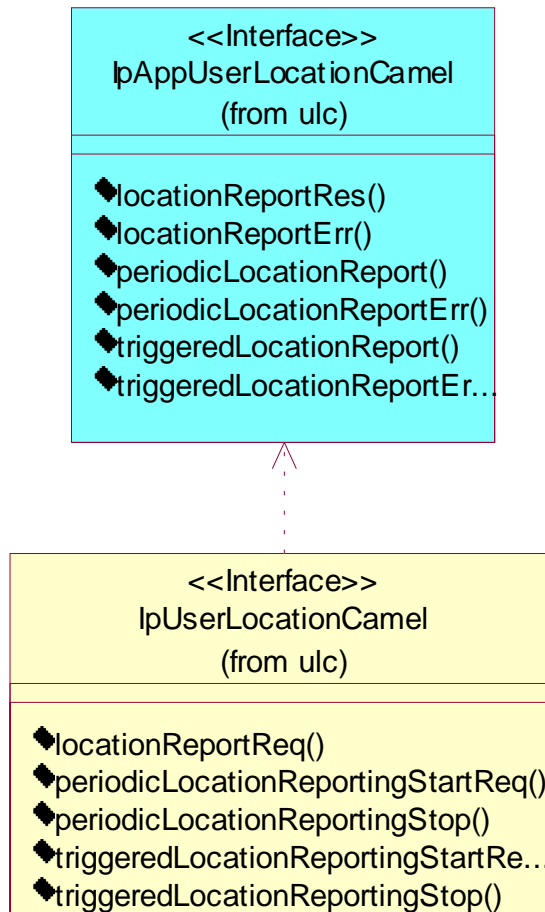 <<Interface>>
IpAppUserLocationCamel
(from ulc)
locationReportRes()
locationReportErr()
periodicLocationReport()
periodicLocationReportErr()
triggeredLocationReport()
triggeredLocationReportEr...
<<Interface>>
IpUserLocationCamel
(from ulc)
locationReportReq()
periodicLocationReportingStartReq()
periodicLocationReportingStop()
triggeredLocationReportingStartRe...
triggeredLocationReportingStop()